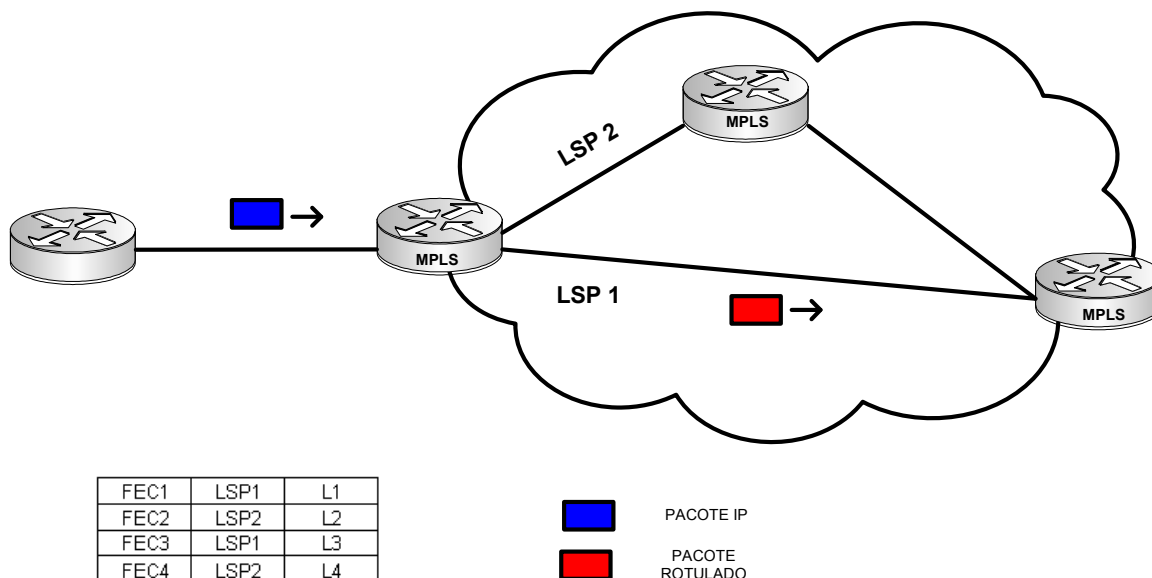 MPLS
LSP 2
MPLS
LSP 1
MPLS
FEC1 LSP1 L1
FEC2 LSP2 L2
FEC3 LSP1 L3
FEC4 LSP2 L4
PACOTE IP
PACOTE
ROTULADO